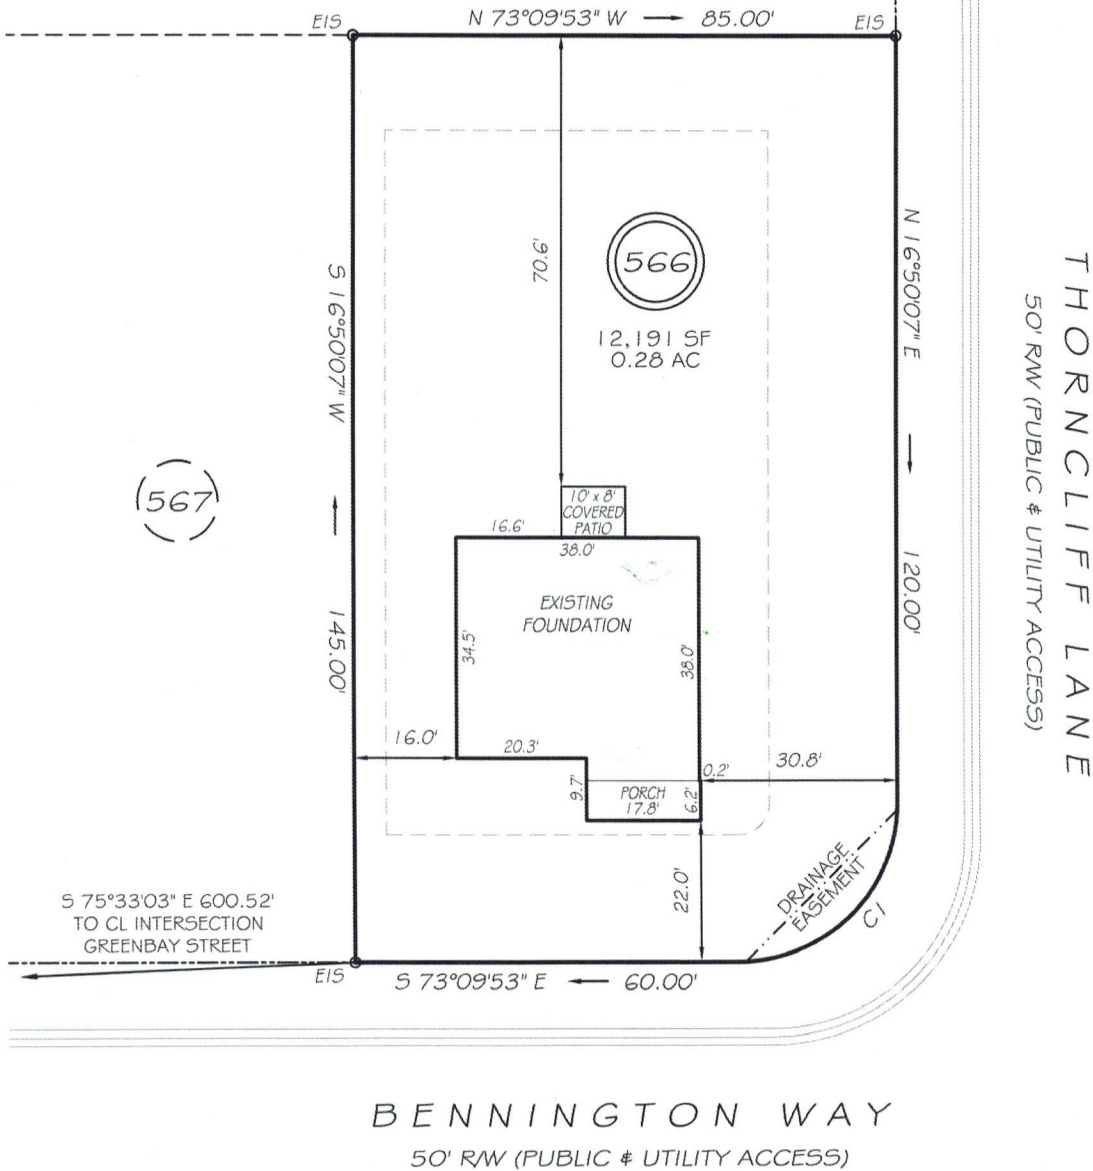 EIS
N 73°09'53" W
85.00'
EIS
70.6'
566
12,191 SF
0.28 AC
N 16°50'07" E
120.00'
THORNCLIFF LANE
50' R/W (PUBLIC & UTILITY ACCESS)
S 16°50'07" W
145.00'
567
10' x 8'
COVERED
PATIO
16.6'
38.0'
EXISTING
FOUNDATION
34.5'
38.0'
16.0'
20.3'
0.2'
30.8'
9.7'
PORCH
17.8'
6.2'
22.0'
DRAINAGE
EASEMENT
C1
S 75°33'03" E 600.52'
TO CL INTERSECTION
GREENBAY STREET
EIS
S 73°09'53" E
60.00'
BENNINGTON WAY
50' R/W (PUBLIC & UTILITY ACCESS)